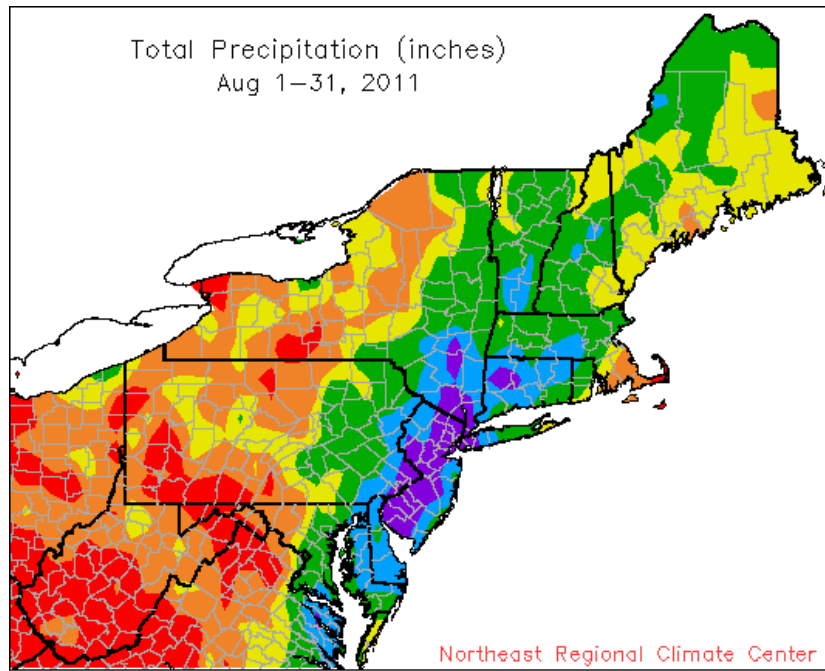 Total Precipitation (inches)
Aug 1-31, 2011
Northeast Regional Climate Center